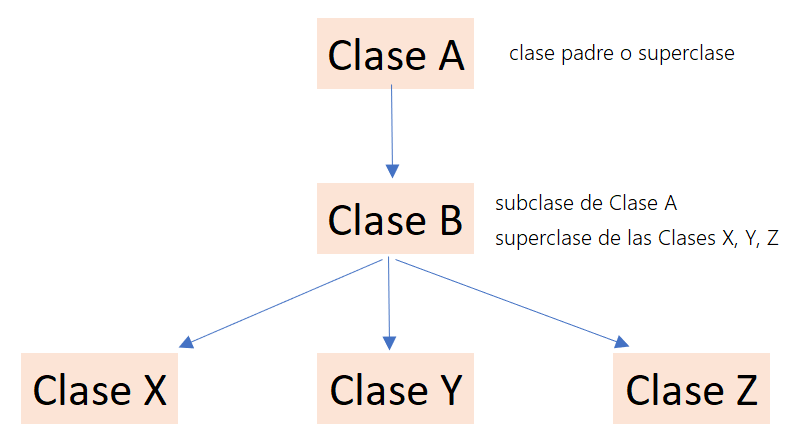 Clase A
clase padre o superclase
Clase B
subclase de Clase A
superclase de las Clases X, Y, Z
Clase X
Clase Y
Clase Z